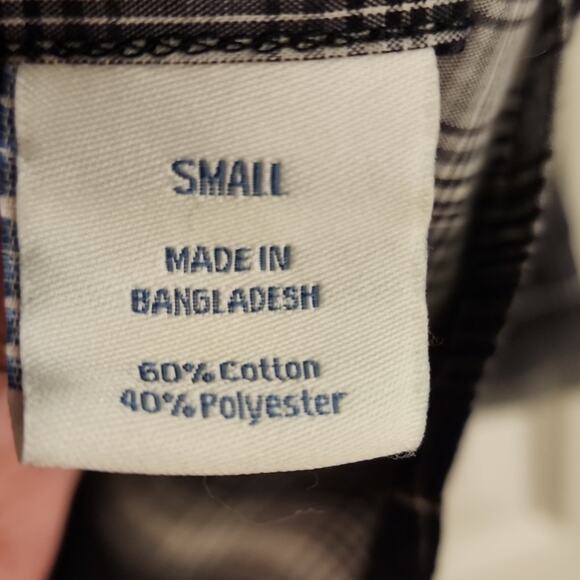 SMALL
MADE IN
BANGLADESH
60% Cotton
40% Polyester